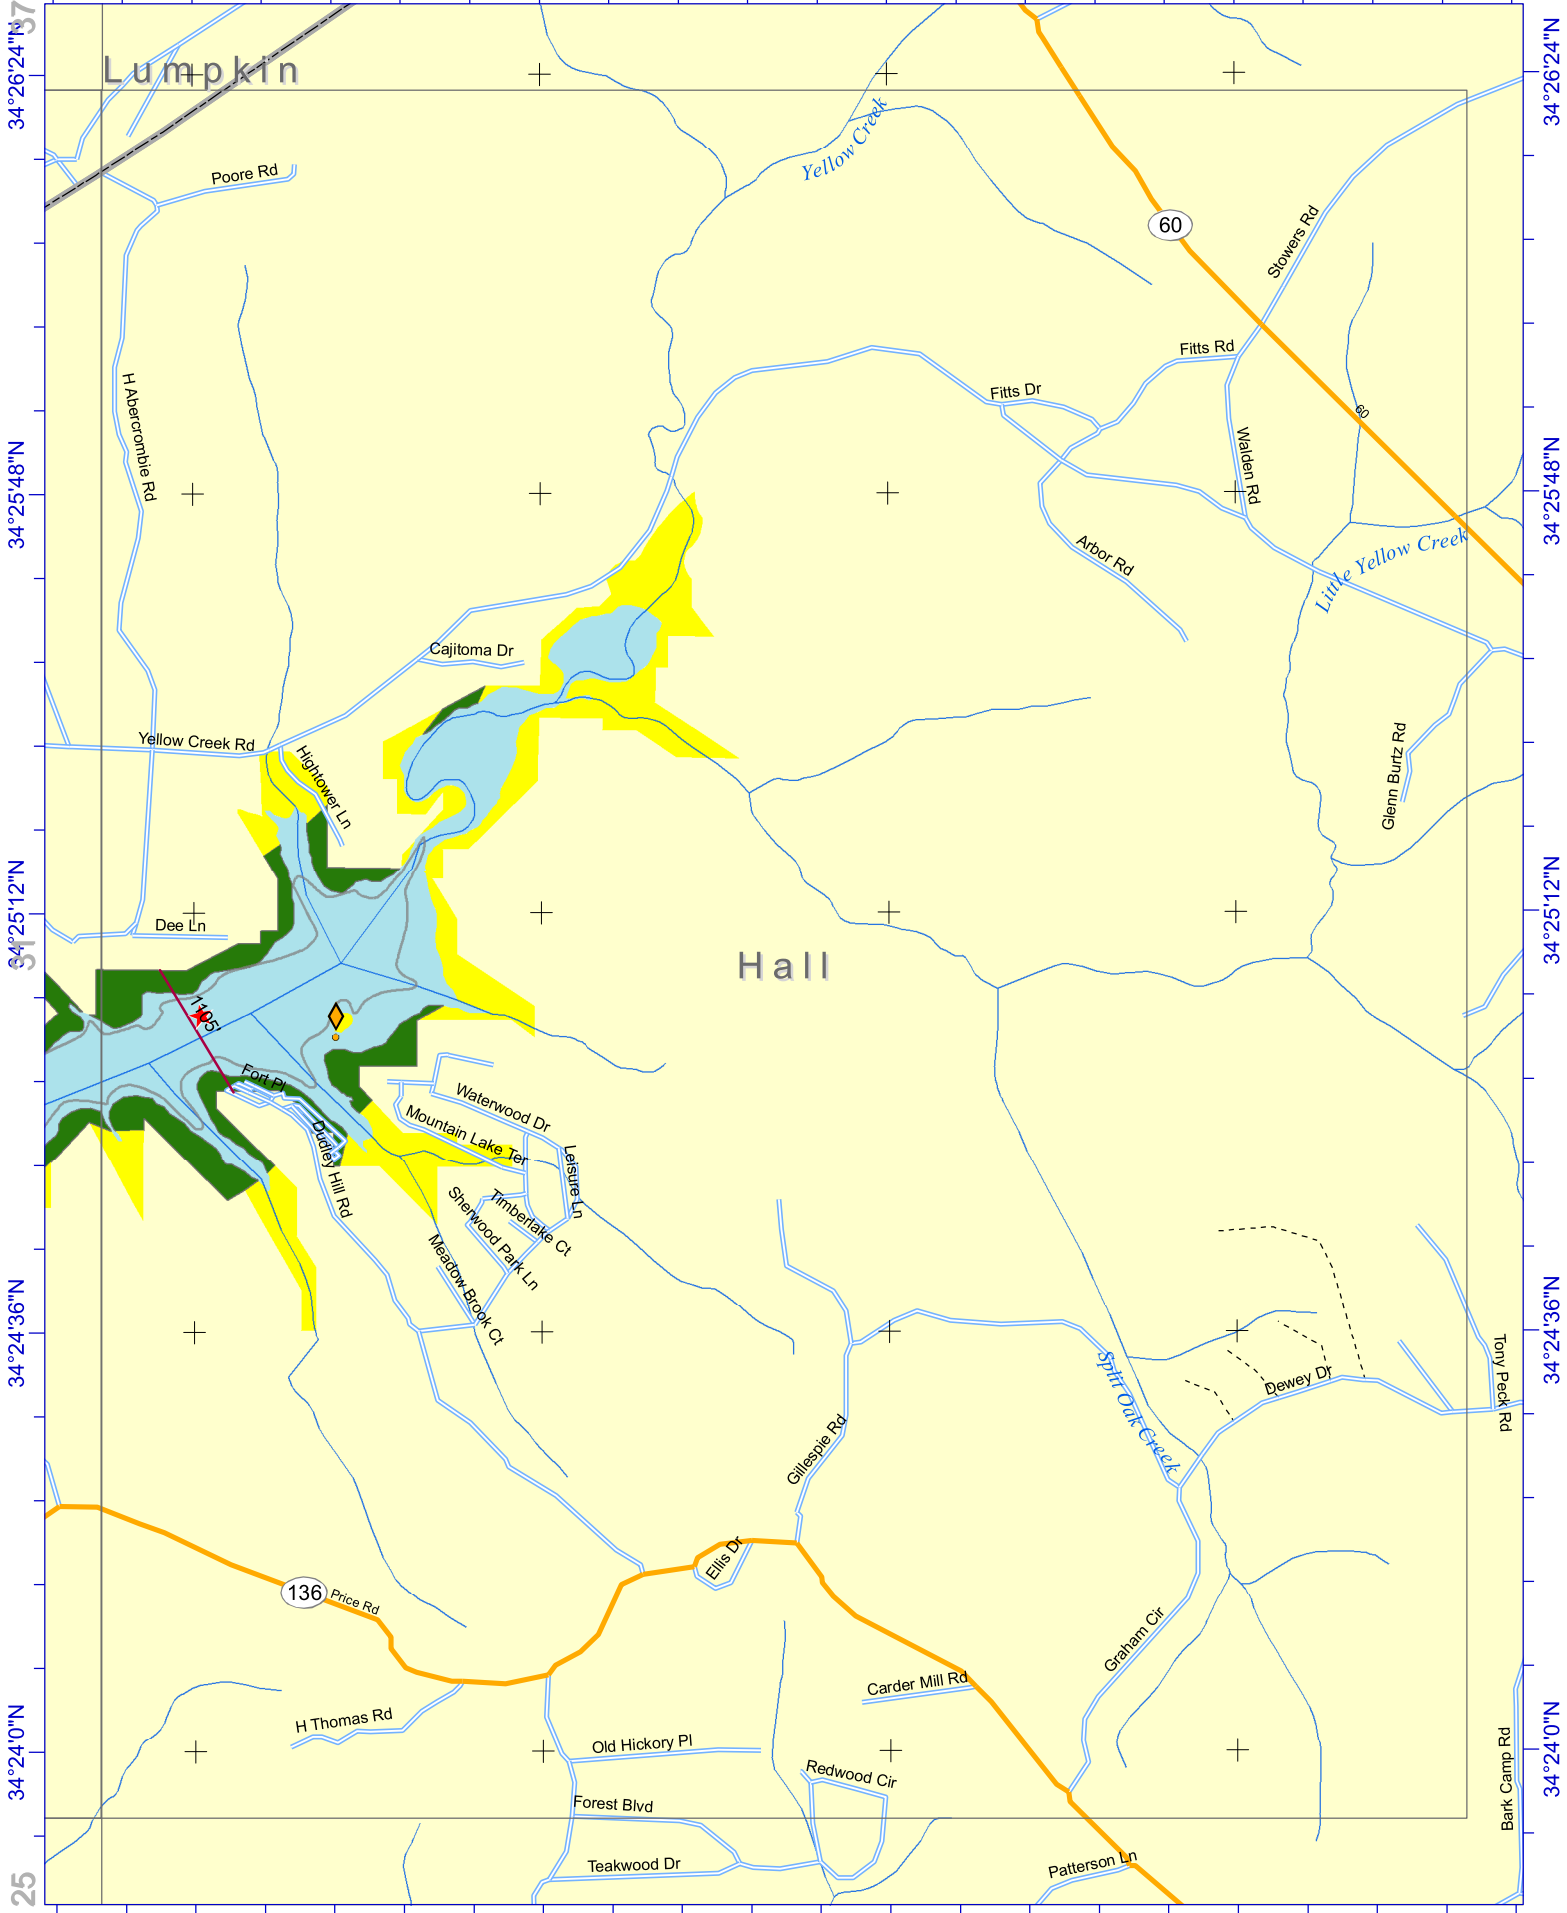 37
34°26'24"N
34°26'24"N
Lumpkin
Yellow Creek
Poore Rd
60
Stowers Rd
Fitts Rd
H Abercrombie Rd
Fitts Dr
60
Walden Rd
34°25'48"N
34°25'48"N
Arbor Rd
Little Yellow Creek
Cajitoma Dr
Yellow Creek Rd
Hightower Ln
Glenn Burtz Rd
34°25'12"N
34°25'12"N
Dee Ln
31
Hall
1105'
Fort Pl
Waterwood Dr
Mountain Lake Ter
Dudley Hill Rd
Leisure Ln
Timberlake Ct
Sherwood Park Ln
Meadow Brook Ct
34°24'36"N
34°24'36"N
Split Oak Creek
Dewey Dr
Tony Peck Rd
Gillespie Rd
Ellis Dr
136
Price Rd
Graham Cir
Carder Mill Rd
H Thomas Rd
Old Hickory Pl
34°24'0"N
34°24'0"N
Redwood Cir
Bark Camp Rd
Forest Blvd
Teakwood Dr
Patterson Ln
25